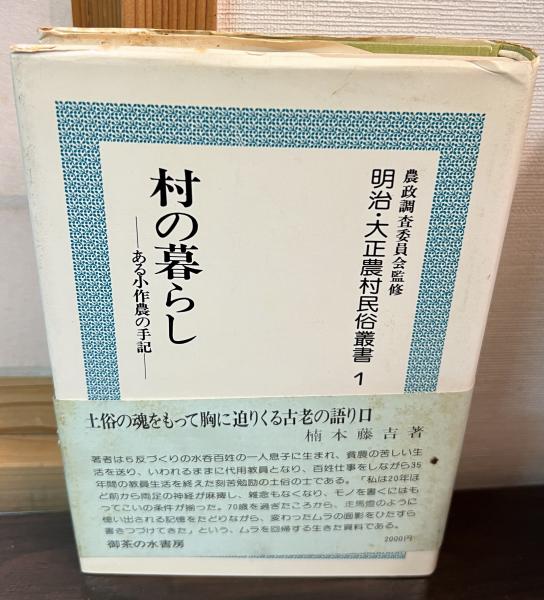 農政調査委員会監修
明治・大正農村民俗叢書 1
村の暮らし
――ある小作農の手記――
土俗の魂をもって胸に迫りくる古老の語り口
楠本藤吉著
著者は5反づくりの水呑百姓の一人息子に生まれ、貧農の苦しい生
活を送り、いわれるままに代用教員となり、百姓仕事をしながら35
年間の教員生活を終えた刻苦勉励の土俗の士である。「私は20年ほ
ど前から両足の神経が麻痺し、雑念もなくなり、モノを書くにはも
ってこいの条件が揃った。70歳を過ぎたころから、走馬燈のように
憶い出される記憶をたどりながら、変わったムラの面影をひたすら
書きつづけてきた」という、ムラを回帰する生きた資料である。
御茶の水書房
2000円